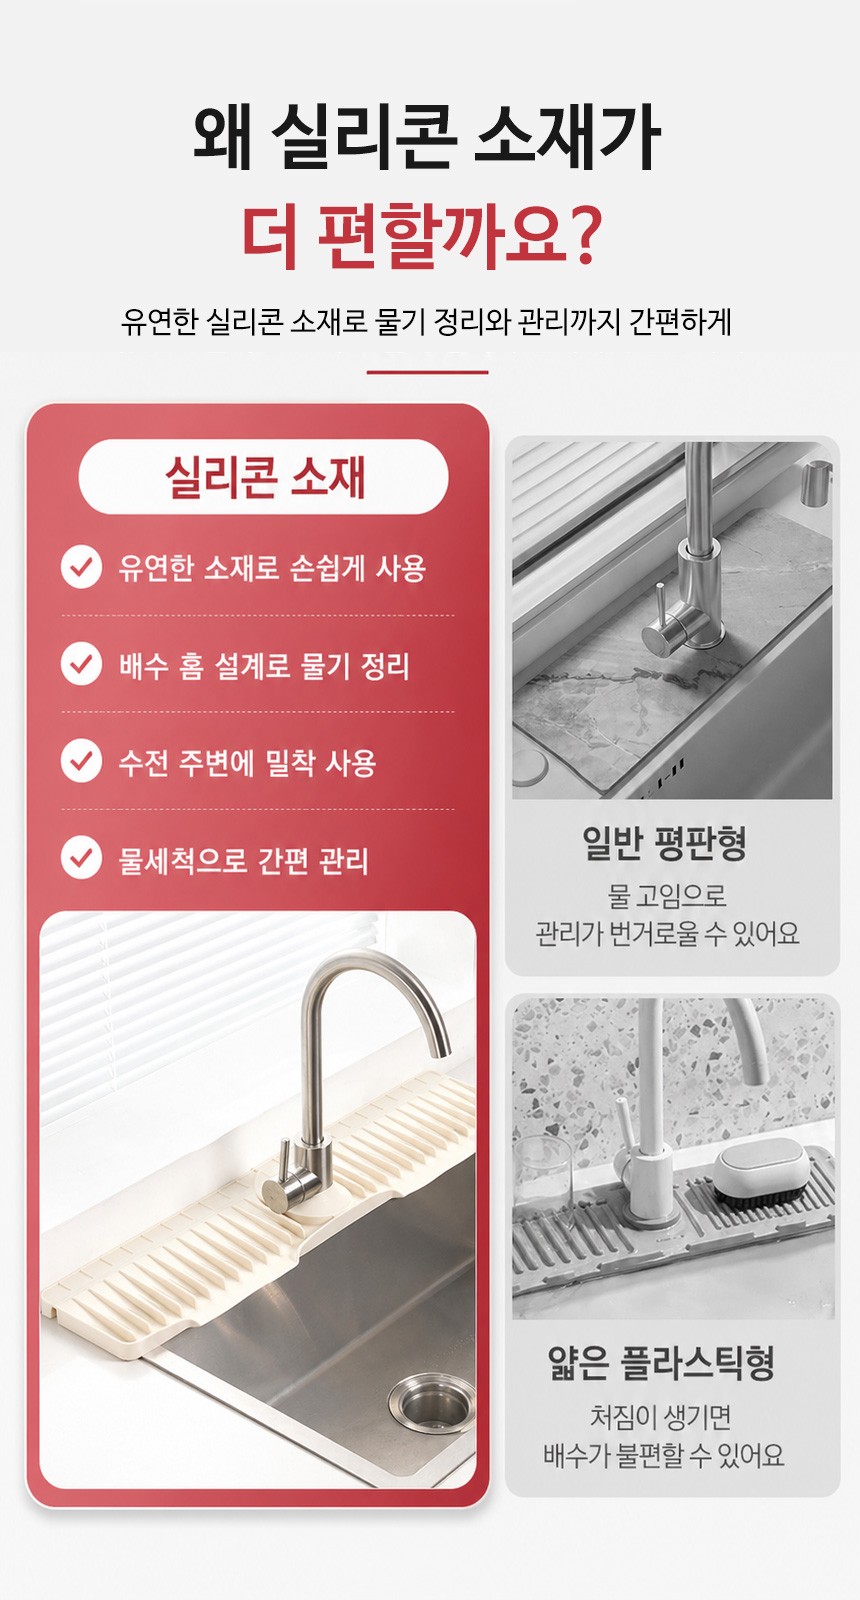 왜 실리콘 소재가
더 편할까요?
유연한 실리콘 소재로 물기 정리와 관리까지 간편하게
실리콘 소재
유연한 소재로 손쉽게 사용
배수 홈 설계로 물기 정리
수전 주변에 밀착 사용
물세척으로 간편 관리
일반 평판형
물 고임으로
관리가 번거로울 수 있어요
얇은 플라스틱형
처짐이 생기면
배수가 불편할 수 있어요